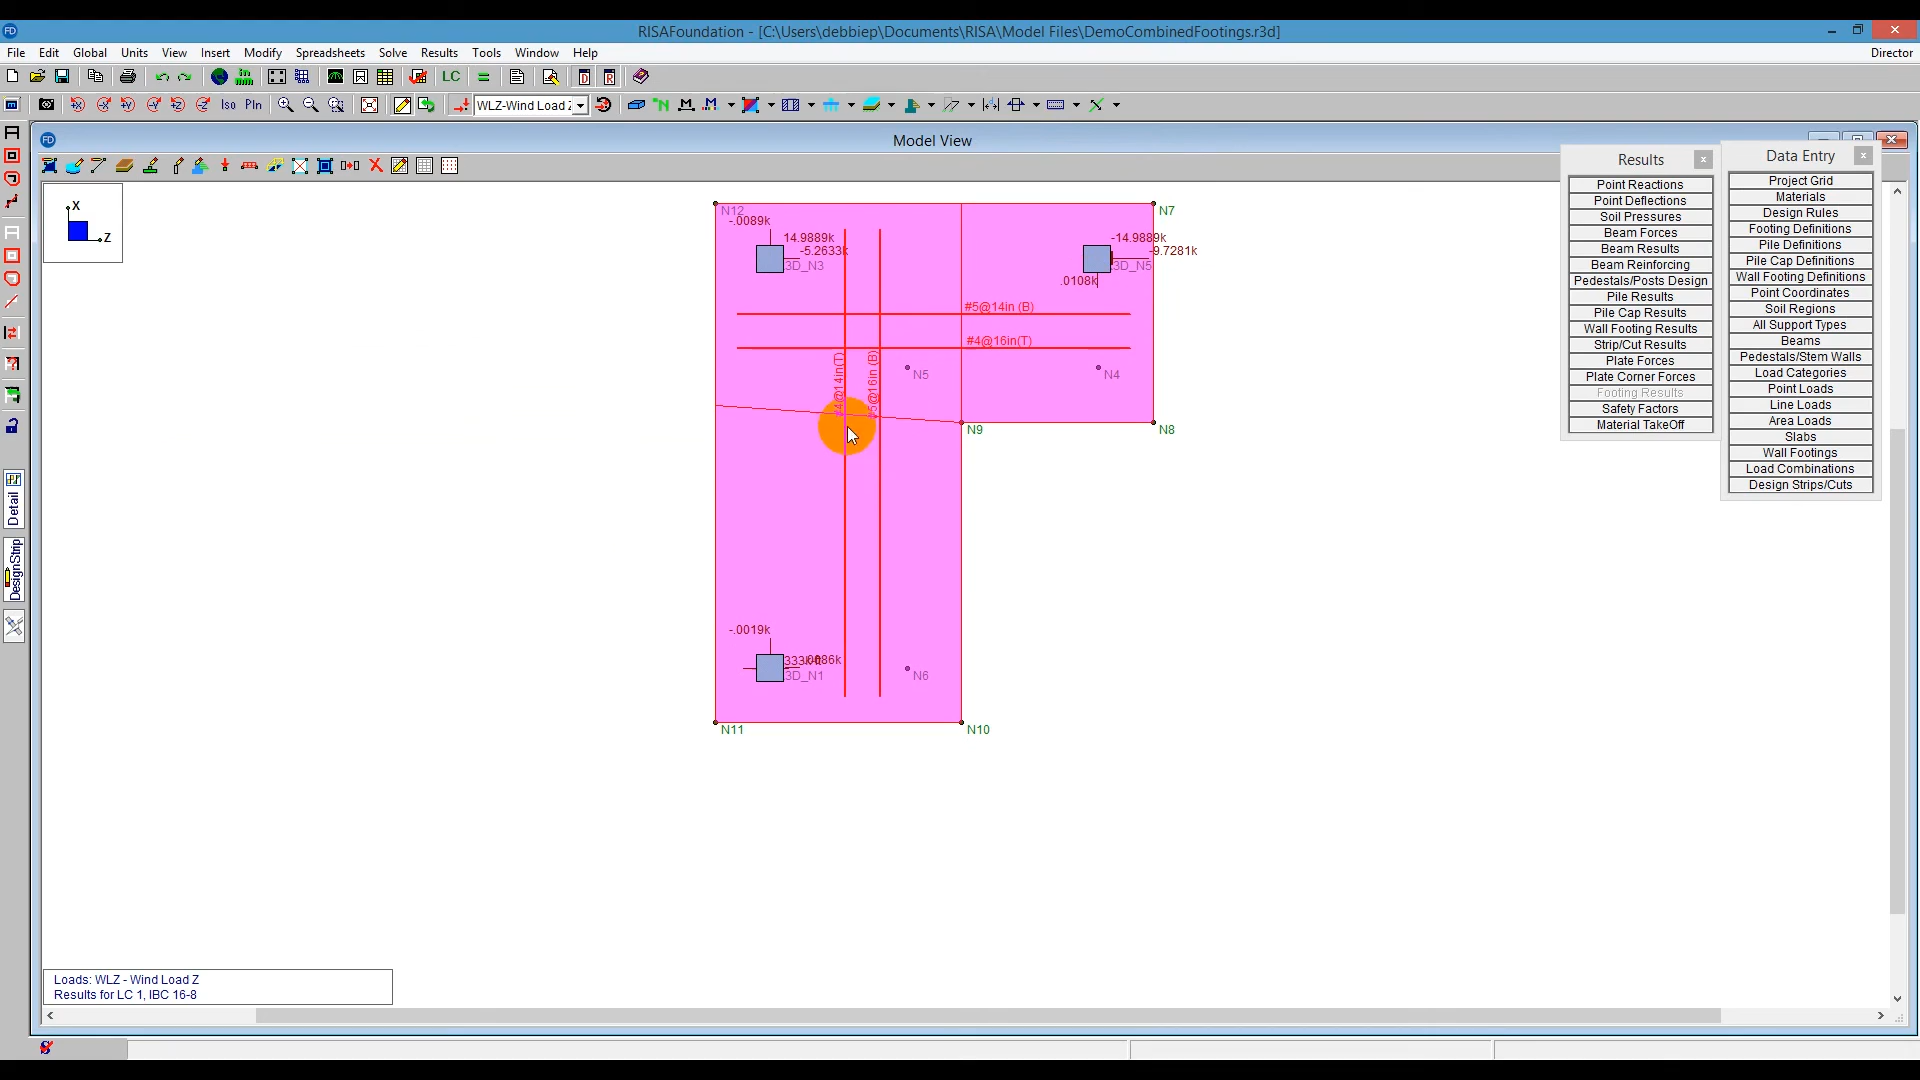 RISAFoundation - [C:\Users\debbiep\Documents\RISA\Model Files\DemoCombinedFootings.r3d]
File Edit Global Units View Insert Modify Spreadsheets Solve Results Tools Window Help Director
LC
Iso Pln WLZ-Wind Load Z
Model View
Results
Point Reactions
Point Deflections
Soil Pressures
Beam Forces
Beam Results
Beam Reinforcing
Pedestals/Posts Design
Pile Results
Pile Cap Results
Wall Footing Results
Strip/Cut Results
Plate Forces
Plate Corner Forces
Footing Results
Safety Factors
Material TakeOff
Data Entry
Project Grid
Materials
Design Rules
Footing Definitions
Pile Definitions
Pile Cap Definitions
Wall Footing Definitions
Point Coordinates
Soil Regions
All Support Types
Beams
Pedestals/Stem Walls
Load Categories
Point Loads
Line Loads
Area Loads
Slabs
Wall Footings
Load Combinations
Design Strips/Cuts
Detail
DesignStrip
X
Z
N12
N7
-.0089k
14.9889k
-5.2633k
3D_N3
-14.9889k
-9.7281k
3D_N5
.0108k
#5@14in (B)
#4@16in(T)
#4@14in(T)
#5@16in (B)
N5
N4
N9
N8
-.0019k
3D_N1
N6
N11
N10
Loads: WLZ - Wind Load Z
Results for LC 1, IBC 16-8